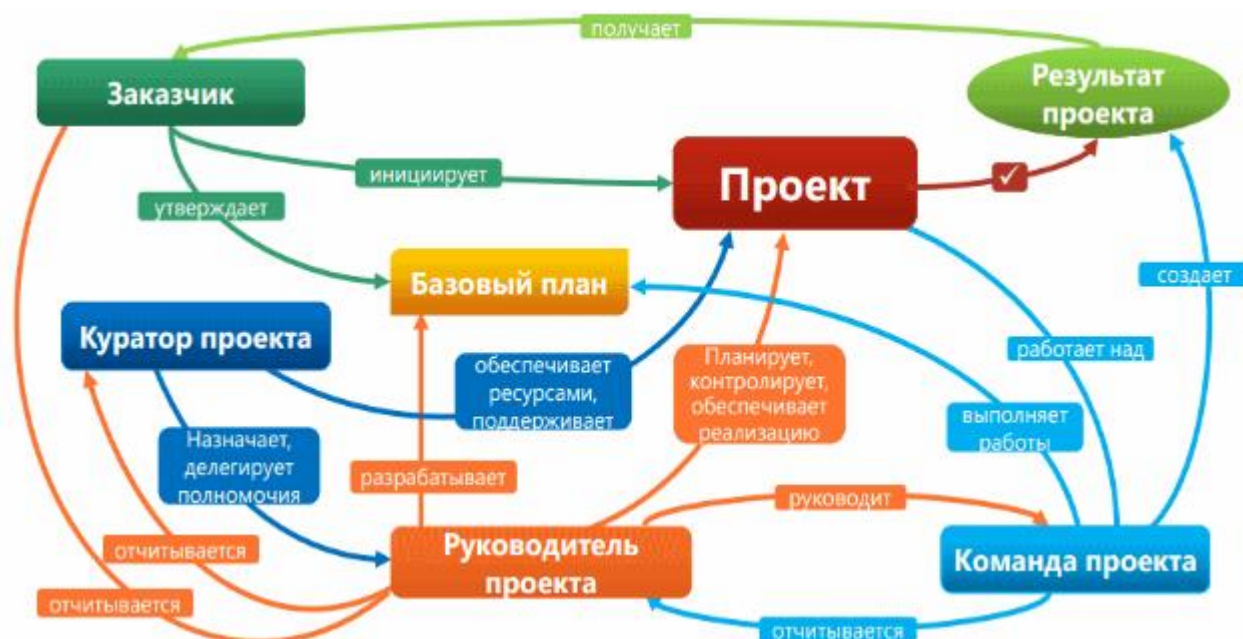 получает
Заказчик
Результат
проекта
инициирует
Проект
утверждает
Базовый план
создает
Куратор проекта
обеспечивает
ресурсами,
поддерживает
Планирует,
контролирует,
обеспечивает
реализацию
работает над
выполняет
работы
Назначает,
делегирует
полномочия
разрабатывает
руководит
отчитывается
Руководитель
проекта
Команда проекта
отчитывается
отчитывается